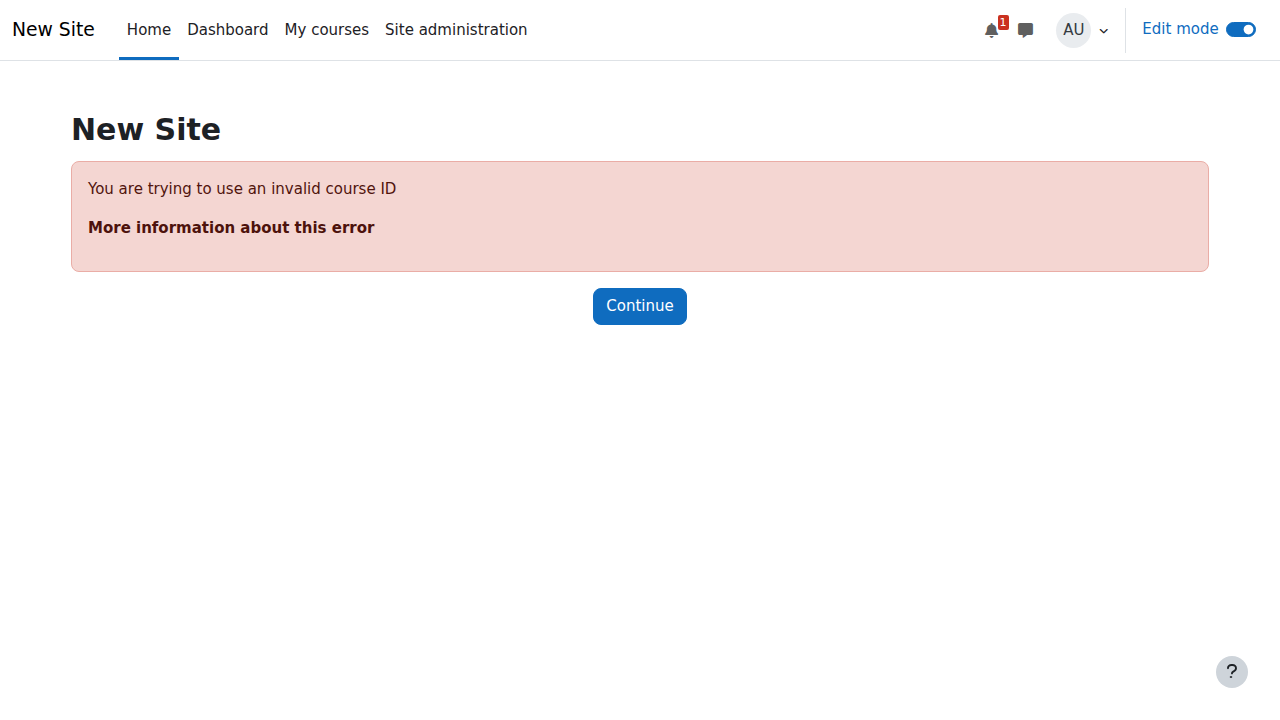 New Site
Home
Dashboard
My courses
Site administration
1
AU
Edit mode
New Site
You are trying to use an invalid course ID
More information about this error
Continue
?